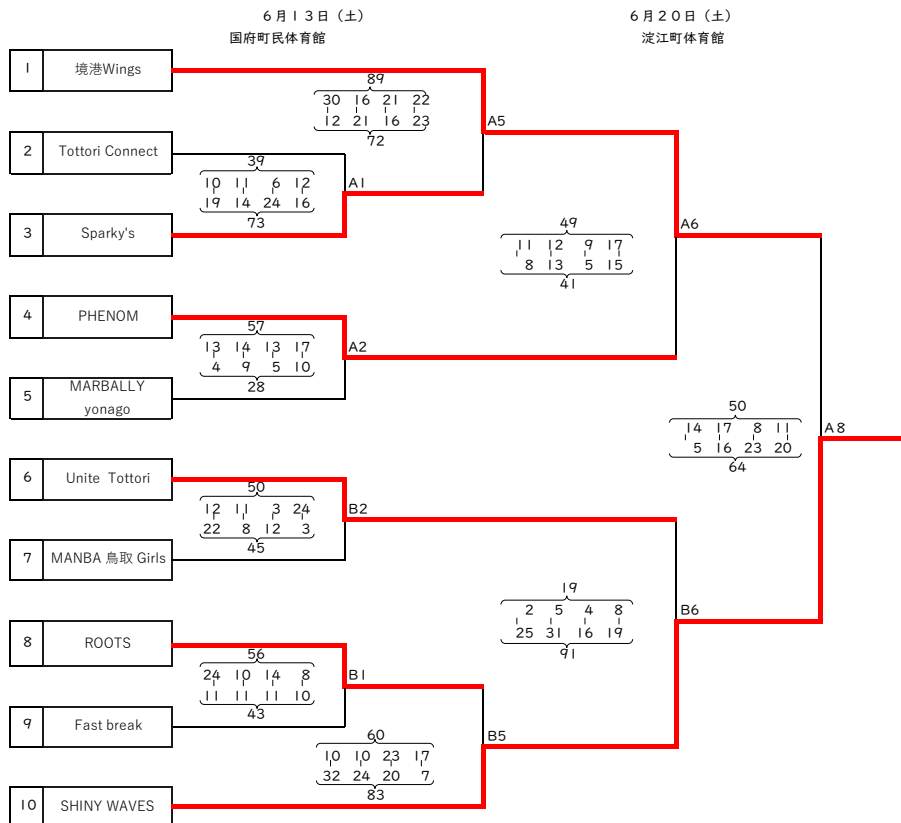 6月13日（土）
6月20日（土）
国府町民体育館
淀江町体育館
1 境港Wings
89
30 16 21 22
12 21 16 23
72
A5
2 Tottori Connect
39
10 11 6 12
19 14 24 16
73
A1
3 Sparky's
49
11 12 9 17
8 13 5 15
41
A6
4 PHENOM
57
13 14 13 17
4 9 5 10
28
A2
5 MARBALLY
yonago
50
14 17 8 11
5 16 23 20
64
A8
6 Unite Tottori
50
12 11 3 24
22 8 12 3
45
B2
7 MANBA 鳥取 Girls
19
2 5 4 8
25 31 16 19
91
B6
8 ROOTS
56
24 10 14 8
11 11 11 10
43
B1
9 Fast break
60
10 10 23 17
32 24 20 7
83
B5
10 SHINY WAVES